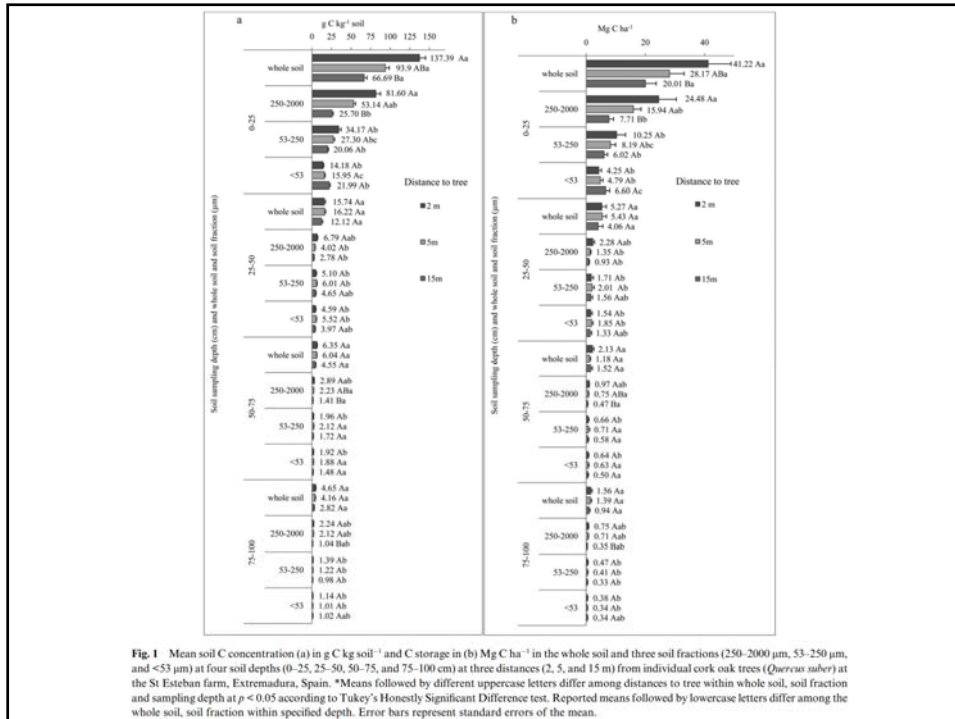 a
g C kg⁻¹ soil
0 25 50 75 100 125 150
Soil sampling depth (cm) and whole soil and soil fraction (µm)
0-25
whole soil
137.39 Aa
93.9 ABa
66.69 Ba
250-2000
81.60 Aa
53.14 Aab
25.70 Bb
53-250
34.17 Ab
27.30 Abc
20.06 Ab
<53
14.18 Ab
15.95 Ac
21.99 Ab
Distance to tree
2 m
5m
15m
25-50
whole soil
15.74 Aa
16.22 Aa
12.12 Aa
250-2000
6.79 Aab
4.02 Ab
2.78 Ab
53-250
5.10 Ab
6.01 Ab
4.65 Aab
<53
4.59 Ab
5.52 Ab
3.97 Aab
50-75
whole soil
6.35 Aa
6.04 Aa
4.55 Aa
250-2000
2.89 Aab
2.23 ABa
1.41 Ba
53-250
1.96 Ab
2.12 Aa
1.72 Aa
<53
1.92 Ab
1.88 Aa
1.48 Aa
75-100
whole soil
4.65 Aa
4.16 Aa
2.82 Aa
250-2000
2.24 Aab
2.12 Aab
1.04 Bab
53-250
1.39 Ab
1.22 Ab
0.98 Ab
<53
1.14 Ab
1.01 Ab
1.02 Aab
b
Mg C ha⁻¹
0 20 40
Soil sampling depth (cm) and whole soil and soil fraction (µm)
0-25
whole soil
41.22 Aa
28.17 ABa
20.01 Ba
250-2000
24.48 Aa
15.94 Aab
7.71 Bb
53-250
10.25 Ab
8.19 Abc
6.02 Ab
<53
4.25 Ab
4.79 Ab
6.60 Ac
Distance to tree
2 m
5m
15m
25-50
whole soil
5.27 Aa
5.43 Aa
4.06 Aa
250-2000
2.28 Aab
1.35 Ab
0.93 Ab
53-250
1.71 Ab
2.01 Ab
1.56 Aab
<53
1.54 Ab
1.85 Ab
1.33 Aab
50-75
whole soil
2.13 Aa
1.18 Aa
1.52 Aa
250-2000
0.97 Aab
0.75 ABa
0.47 Ba
53-250
0.66 Ab
0.71 Aa
0.58 Aa
<53
0.64 Ab
0.63 Aa
0.50 Aa
75-100
whole soil
1.56 Aa
1.39 Aa
0.94 Aa
250-2000
0.75 Aab
0.71 Aab
0.35 Bab
53-250
0.47 Ab
0.41 Ab
0.33 Ab
<53
0.38 Ab
0.34 Ab
0.34 Aab
Fig. 1 Mean soil C concentration (a) in g C kg soil⁻¹ and C storage in (b) Mg C ha⁻¹ in the whole soil and three soil fractions (250–2000 µm, 53–250 µm,
and <53 µm) at four soil depths (0–25, 25–50, 50–75, and 75–100 cm) at three distances (2, 5, and 15 m) from individual cork oak trees (Quercus suber) at
the St Esteban farm, Extremadura, Spain. *Means followed by different uppercase letters differ among distances to tree within whole soil, soil fraction
and sampling depth at p < 0.05 according to Tukey's Honestly Significant Difference test. Reported means followed by lowercase letters differ among the
whole soil, soil fraction within specified depth. Error bars represent standard errors of the mean.